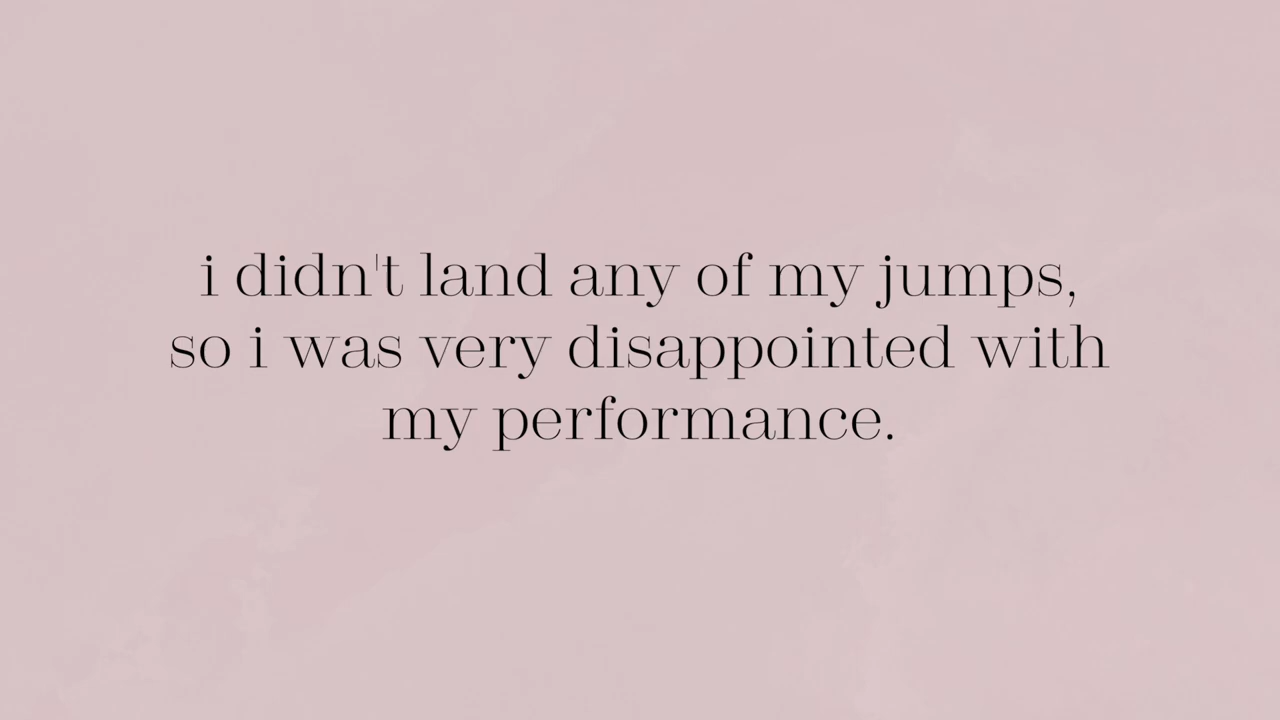 i didn't land any of my jumps,
so i was very disappointed with
my performance.